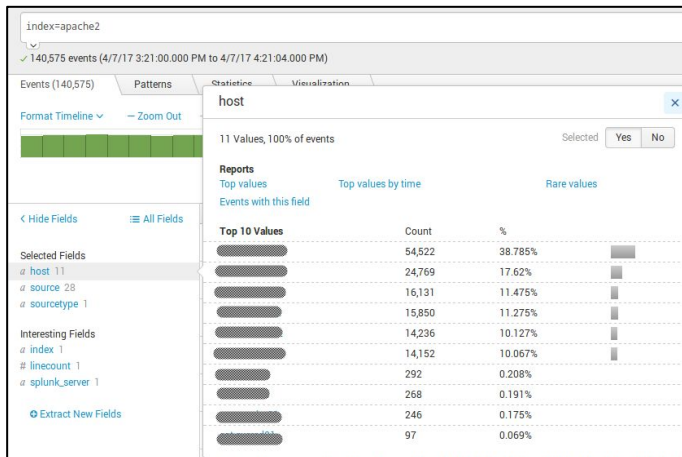 index=apache2
140,575 events (4/7/17 3:21:00.000 PM to 4/7/17 4:21:04.000 PM)
Events (140,575) Patterns Statistics Visualization
Format Timeline — Zoom Out
host
11 Values, 100% of events
Selected Yes No
Reports
Top values Top values by time Rare values
Events with this field
< Hide Fields All Fields
Selected Fields
a host 11
a source 28
a sourcetype 1
Interesting Fields
a index 1
# linecount 1
a splunk_server 1
Extract New Fields
Top 10 Values Count %
54,522 38.785%
24,769 17.62%
16,131 11.475%
15,850 11.275%
14,236 10.127%
14,152 10.067%
292 0.208%
268 0.191%
246 0.175%
97 0.069%